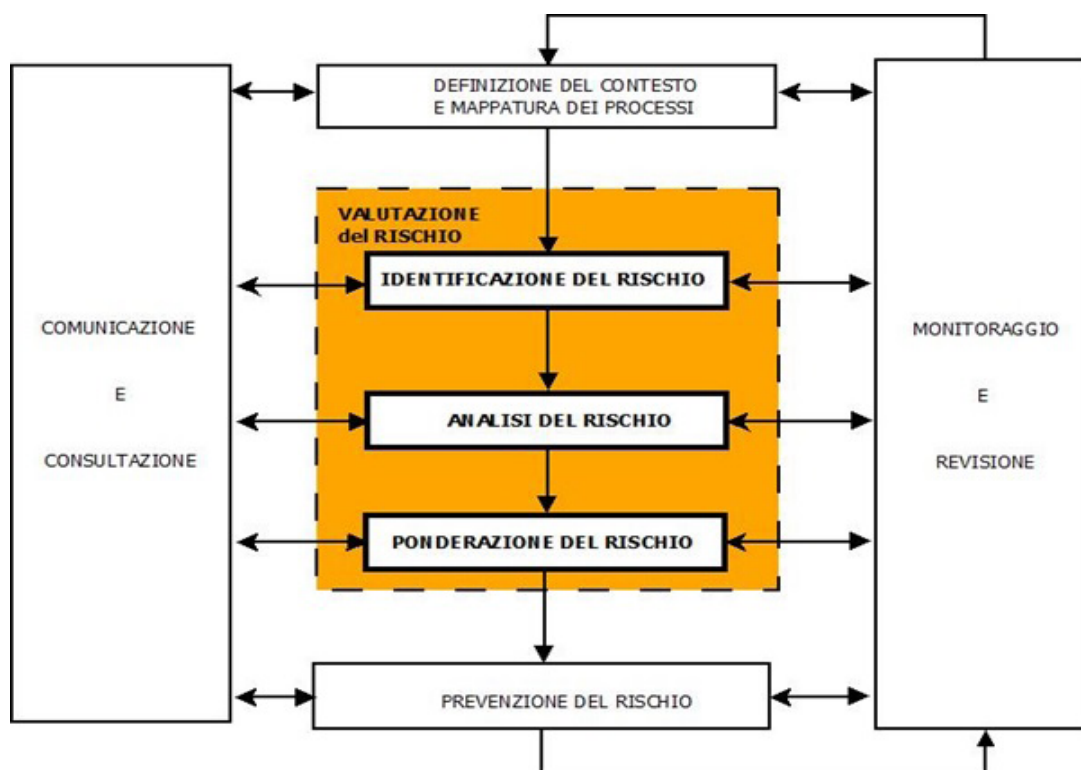 DEFINIZIONE DEL CONTESTO
E MAPPATURA DEI PROCESSI
VALUTAZIONE
del RISCHIO
IDENTIFICAZIONE DEL RISCHIO
COMUNICAZIONE
E
CONSULTAZIONE
ANALISI DEL RISCHIO
MONITORAGGIO
E
REVISIONE
PONDERAZIONE DEL RISCHIO
PREVENZIONE DEL RISCHIO